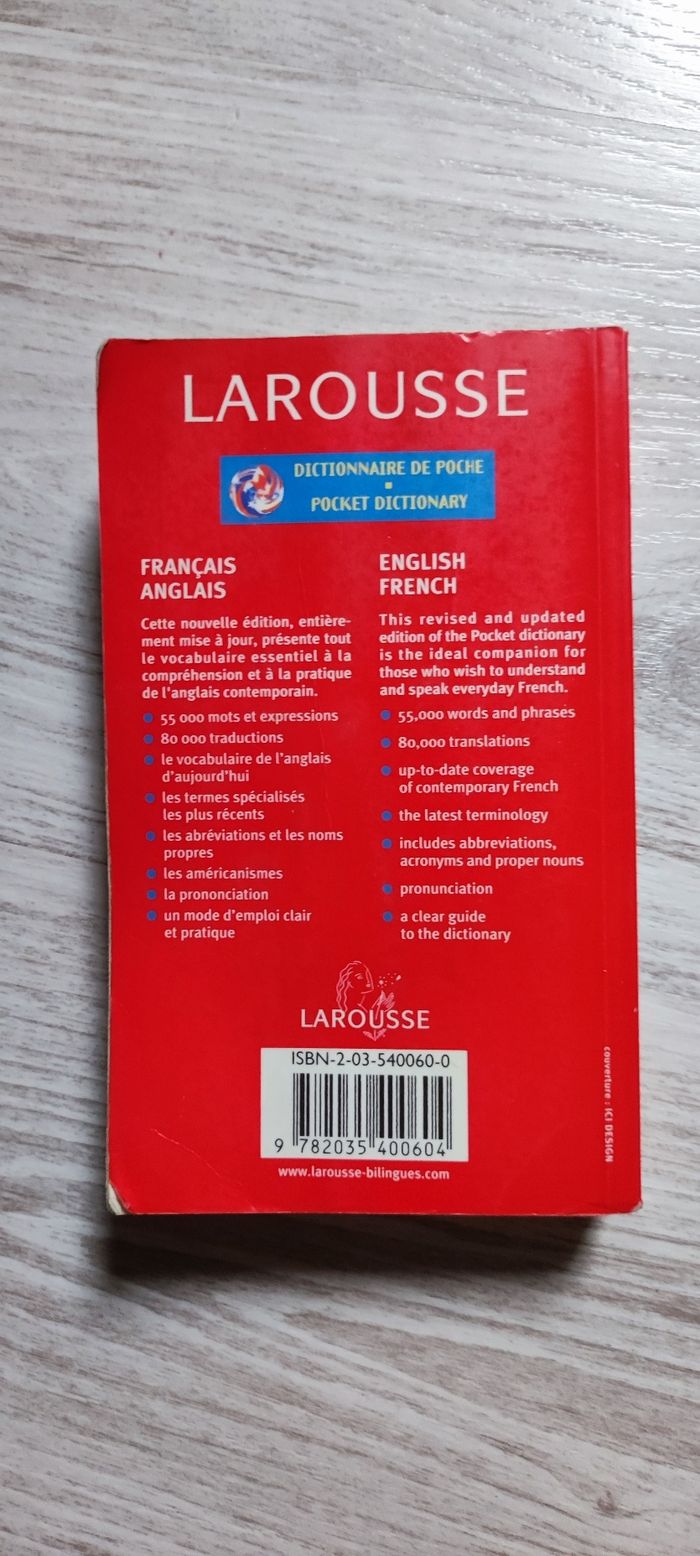 LAROUSSE
DICTIONNAIRE DE POCHE
POCKET DICTIONARY
FRANÇAIS
ANGLAIS
Cette nouvelle édition, entière-
ment mise à jour, présente tout
le vocabulaire essentiel à la
compréhension et à la pratique
de l'anglais contemporain.
55 000 mots et expressions
80 000 traductions
le vocabulaire de l'anglais
d'aujourd'hui
les termes spécialisés
les plus récents
les abréviations et les noms
propres
les américanismes
la prononciation
un mode d'emploi clair
et pratique
ENGLISH
FRENCH
This revised and updated
edition of the Pocket dictionary
is the ideal companion for
those who wish to understand
and speak everyday French.
55,000 words and phrases
80,000 translations
up-to-date coverage
of contemporary French
the latest terminology
includes abbreviations,
acronyms and proper nouns
pronunciation
a clear guide
to the dictionary
LAROUSSE
ISBN-2-03-540060-0
9 782035 400604
www.larousse-bilingues.com
couverture : ICI DESIGN